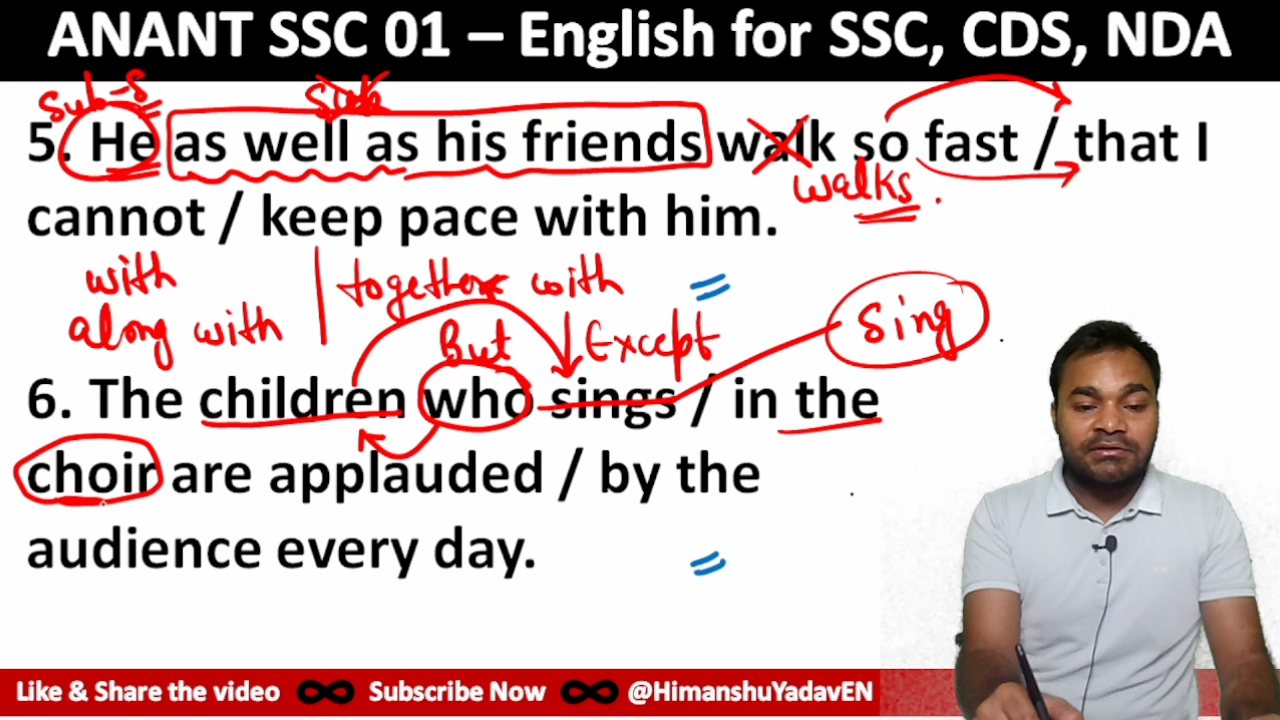 ANANT SSC 01 – English for SSC, CDS, NDA
Sub-S
5. He as well as his friends walk so fast / that I
walks.
cannot / keep pace with him.
with | together with
along with
But Except
Sing
6. The children who sings / in the
choir are applauded / by the
audience every day.
Like & Share the video Subscribe Now @HimanshuYadavEN